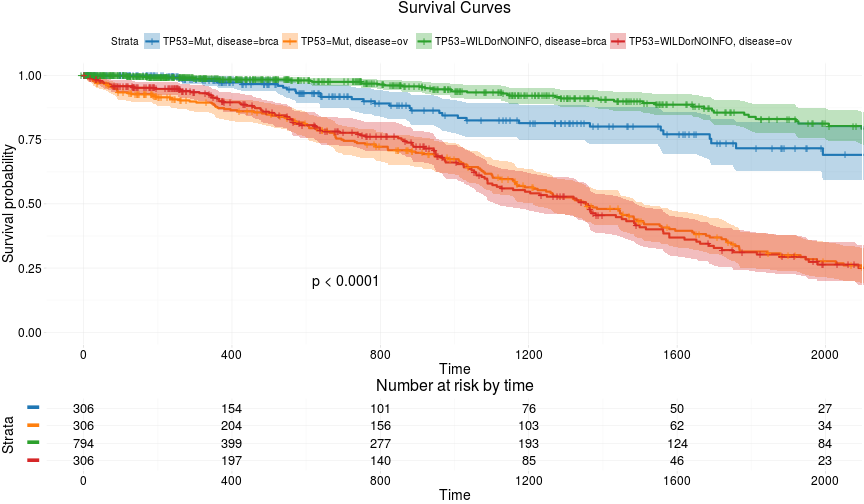 Survival Curves
Strata TP53=Mut, disease=brca TP53=Mut, disease=ov TP53=WILDorNOINFO, disease=brca TP53=WILDorNOINFO, disease=ov
Survival probability
1.00
0.75
0.50
0.25
0.00
p < 0.0001
0 400 800 1200 1600 2000
Time
Number at risk by time
Strata
306 154 101 76 50 27
306 204 156 103 62 34
794 399 277 193 124 84
306 197 140 85 46 23
0 400 800 1200 1600 2000
Time